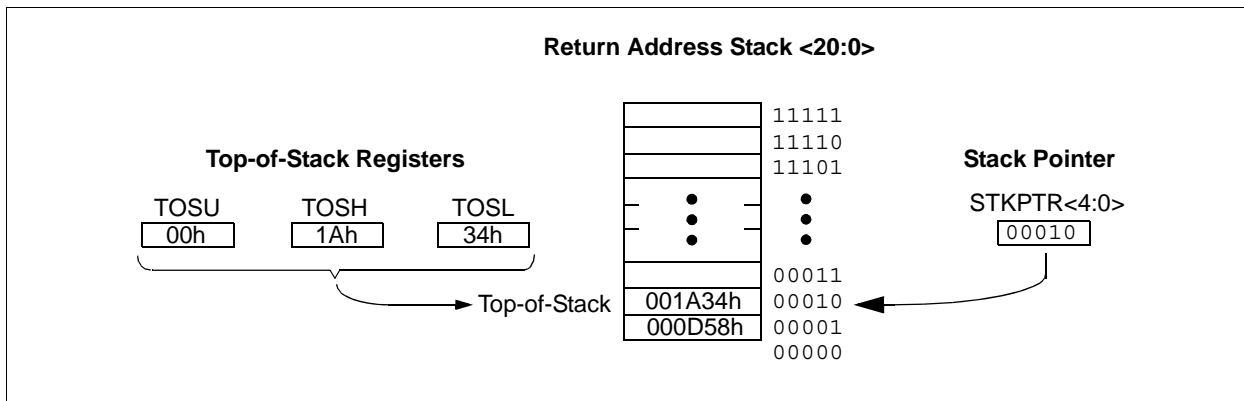 Return Address Stack <20:0>
Top-of-Stack Registers
TOSU TOSH TOSL
00h 1Ah 34h
Top-of-Stack
11111
11110
11101
00011
001A34h 00010
000D58h 00001
00000
Stack Pointer
STKPTR<4:0>
00010